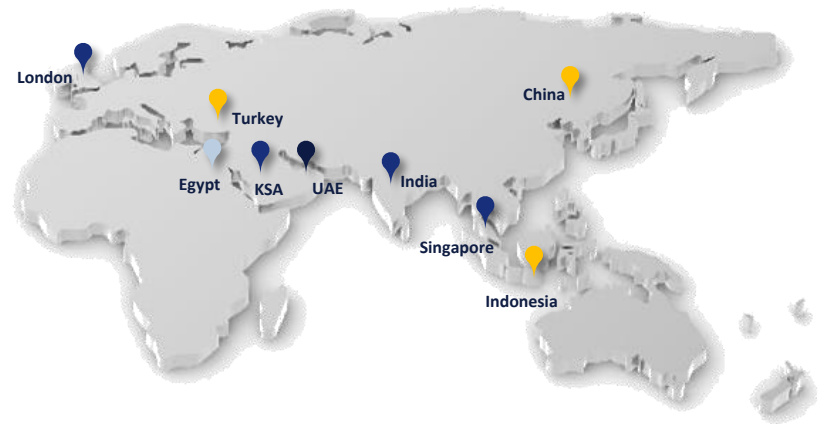 London
China
Turkey
Egypt
KSA
UAE
India
Singapore
Indonesia